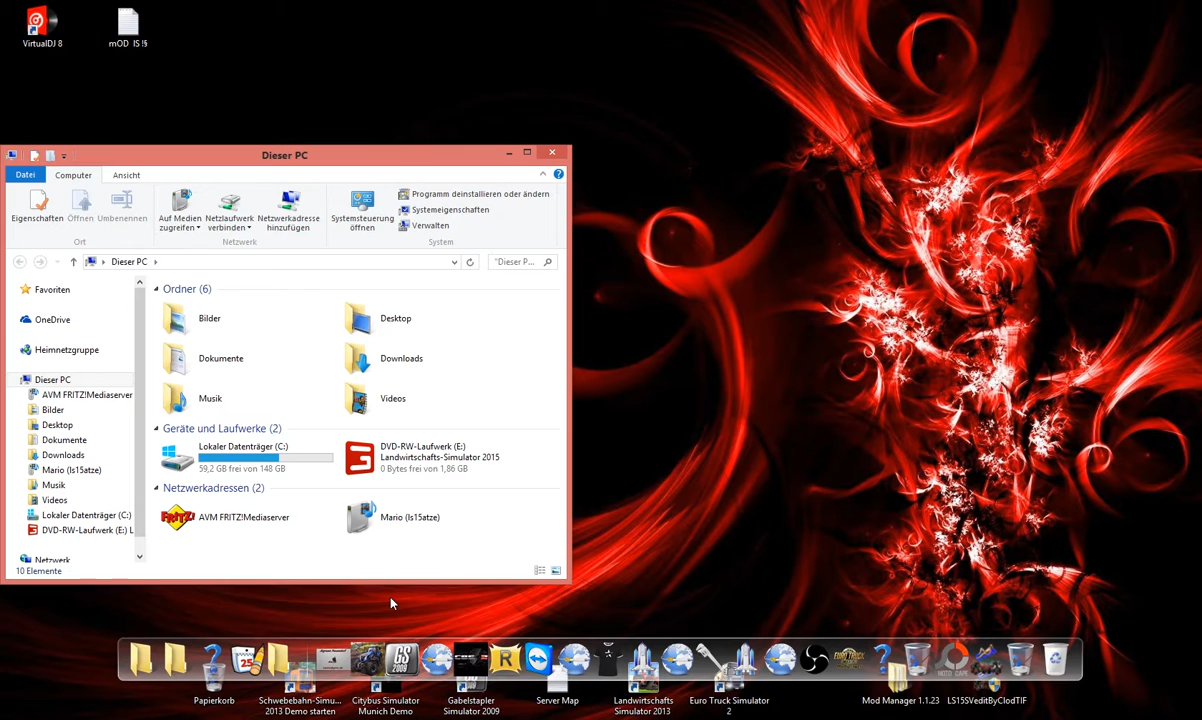 VirtualDJ 8
mOD IS !§
Dieser PC
Datei
Computer
Ansicht
Eigenschaften
Öffnen
Umbenennen
Auf Medien zugreifen
Netzlaufwerk verbinden
Netzwerkadresse hinzufügen
Systemsteuerung öffnen
Programm deinstallieren oder ändern
Systemeigenschaften
Verwalten
Ort
Netzwerk
System
Dieser PC
"Dieser P...
Favoriten
OneDrive
Heimnetzgruppe
Dieser PC
AVM FRITZ!Mediaserver
Bilder
Desktop
Dokumente
Downloads
Mario (ls15atze)
Musik
Videos
Lokaler Datenträger (C:)
DVD-RW-Laufwerk (E:) L
Netzwerk
Ordner (6)
Bilder
Desktop
Dokumente
Downloads
Musik
Videos
Geräte und Laufwerke (2)
Lokaler Datenträger (C:)
59,2 GB frei von 148 GB
DVD-RW-Laufwerk (E:)
Landwirtschafts-Simulator 2015
0 Bytes frei von 1,86 GB
Netzwerkadressen (2)
FRITZ!
AVM FRITZ!Mediaserver
Mario (ls15atze)
10 Elemente
25
GS
2009
R
Papierkorb
Schwebebahn-Simu...
2013 Demo starten
Citybus Simulator
Munich Demo
Gabelstapler
Simulator 2009
Server Map
Landwirtschafts
Simulator 2013
Euro Truck Simulator
2
Mod Manager 1.1.23
LS15SVeditByClodTIF